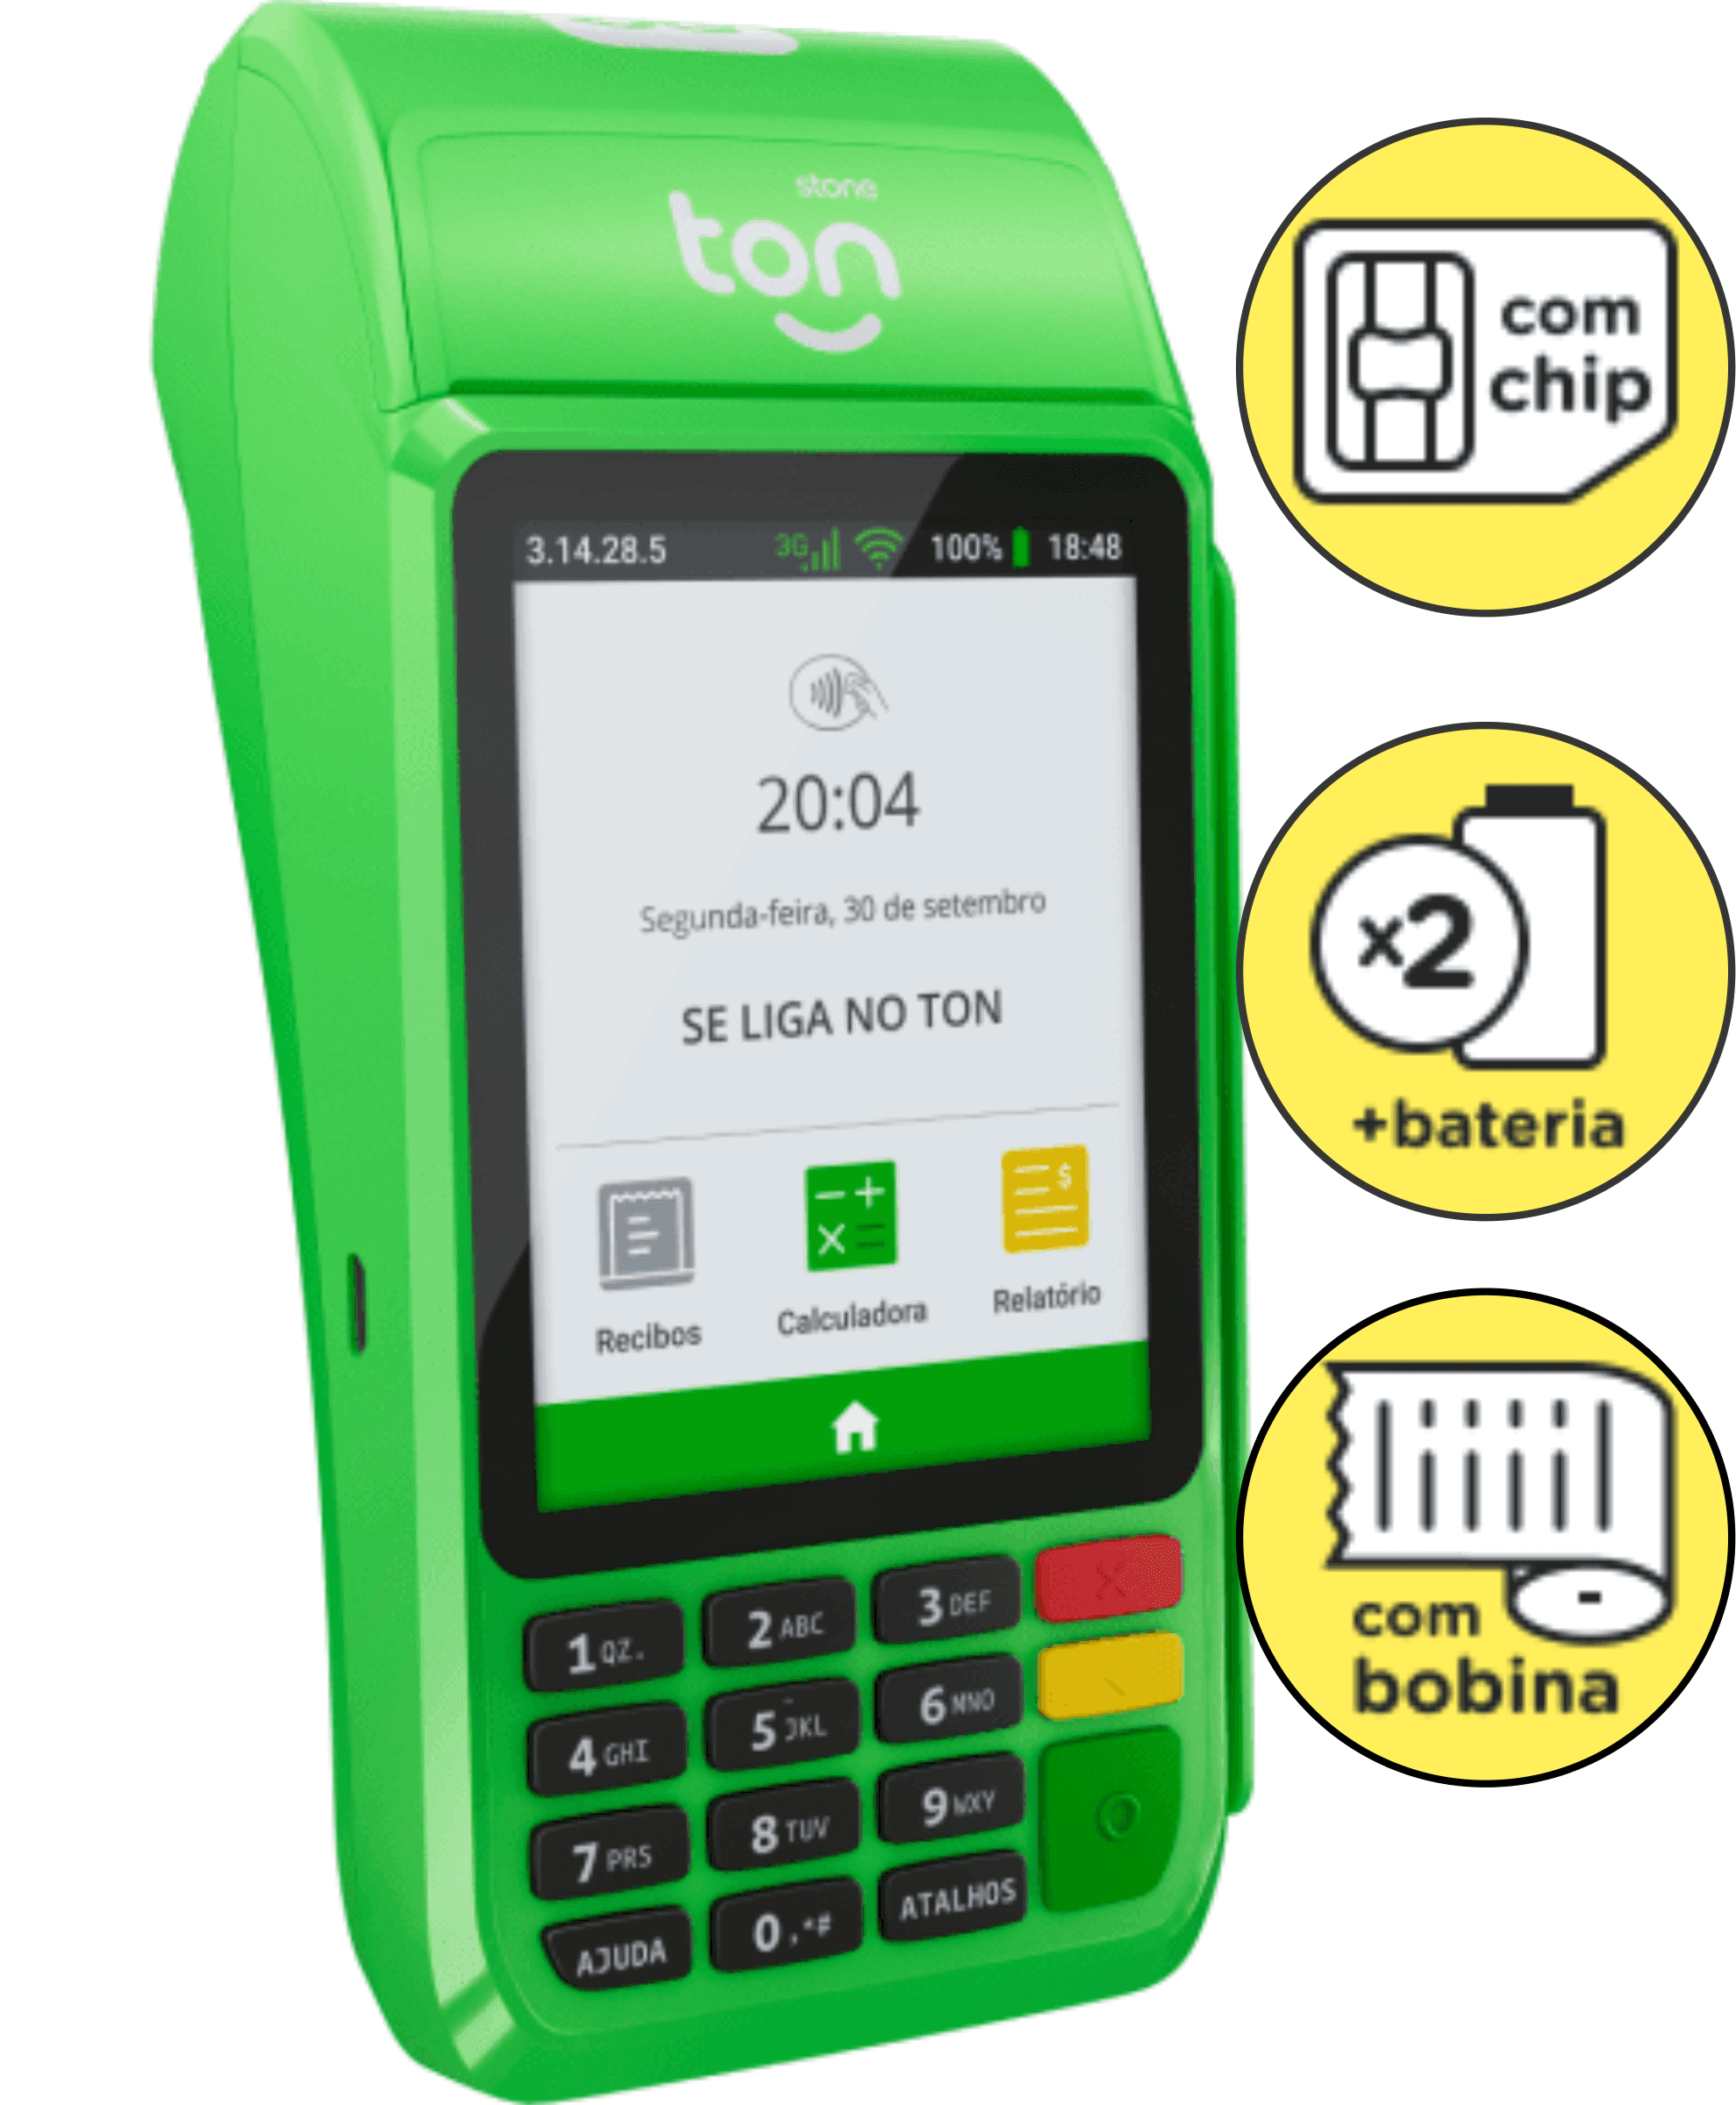 stone
ton
3.14.28.5 3G 100% 18:48
20:04
Segunda-feira, 30 de setembro
SE LIGA NO TON
Recibos Calculadora Relatório
1 QZ. 2 ABC 3 DEF
4 GHI 5 JKL 6 MNO
7 PRS 8 TUV 9 WXY
AJUDA 0,*# ATALHOS
com
chip
x2
+bateria
com
bobina